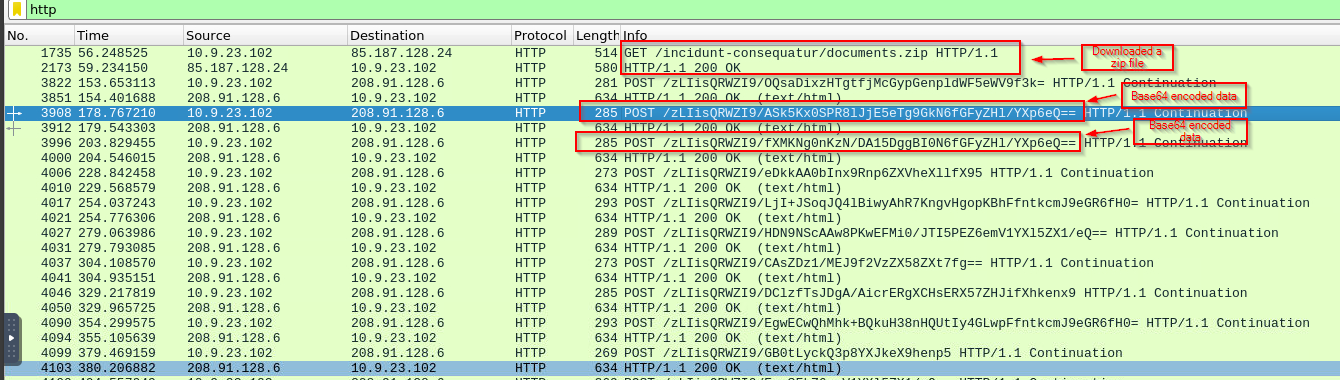 http
No. Time Source Destination Protocol Length Info
1735 56.248525 10.9.23.102 85.187.128.24 HTTP 514 GET /incidunt-consequatur/documents.zip HTTP/1.1
Downloaded a
zip file
2173 59.234150 85.187.128.24 10.9.23.102 HTTP 580 HTTP/1.1 200 OK
3822 153.653113 10.9.23.102 208.91.128.6 HTTP 281 POST /zLIisQRWZI9/OQsaDixzHTgtfjMcGypGenpldWF5eWV9f3k= HTTP/1.1 Continuation
3851 154.401688 208.91.128.6 10.9.23.102 HTTP 634 HTTP/1.1 200 OK (text/html)
Base64 encoded data
3908 178.767210 10.9.23.102 208.91.128.6 HTTP 285 POST /zLIisQRWZI9/ASk5Kx0SPR8lJjE5eTg9GkN6fGFyZHl/YXp6eQ== HTTP/1.1 Continuation
3912 179.543303 208.91.128.6 10.9.23.102 HTTP 634 HTTP/1.1 200 OK (text/html)
Base64 encoded
data
3996 203.829455 10.9.23.102 208.91.128.6 HTTP 285 POST /zLIisQRWZI9/fXMKNg0nKzN/DA15DggBI0N6fGFyZHl/YXp6eQ== HTTP/1.1 Continuation
4000 204.546015 208.91.128.6 10.9.23.102 HTTP 634 HTTP/1.1 200 OK (text/html)
4006 228.842458 10.9.23.102 208.91.128.6 HTTP 273 POST /zLIisQRWZI9/eDkkAA0bInx9Rnp6ZXVheXllfX95 HTTP/1.1 Continuation
4010 229.568579 208.91.128.6 10.9.23.102 HTTP 634 HTTP/1.1 200 OK (text/html)
4017 254.037243 10.9.23.102 208.91.128.6 HTTP 293 POST /zLIisQRWZI9/LjI+JSoqJQ4lBiwyAhR7KngvHgopKBhFfntkcmJ9eGR6fH0= HTTP/1.1 Continuation
4021 254.776306 208.91.128.6 10.9.23.102 HTTP 634 HTTP/1.1 200 OK (text/html)
4027 279.063986 10.9.23.102 208.91.128.6 HTTP 289 POST /zLIisQRWZI9/HDN9NScAAw8PKwEFMi0/JTI5PEZ6emV1YXl5ZX1/eQ== HTTP/1.1 Continuation
4031 279.793085 208.91.128.6 10.9.23.102 HTTP 634 HTTP/1.1 200 OK (text/html)
4037 304.108570 10.9.23.102 208.91.128.6 HTTP 273 POST /zLIisQRWZI9/CAsZDz1/MEJ9f2VzZX58ZXt7fg== HTTP/1.1 Continuation
4041 304.935151 208.91.128.6 10.9.23.102 HTTP 634 HTTP/1.1 200 OK (text/html)
4046 329.217819 10.9.23.102 208.91.128.6 HTTP 285 POST /zLIisQRWZI9/DClzfTsJDgA/AicrERgXCHsERX57ZHJifXhkenx9 HTTP/1.1 Continuation
4050 329.965725 208.91.128.6 10.9.23.102 HTTP 634 HTTP/1.1 200 OK (text/html)
4090 354.299575 10.9.23.102 208.91.128.6 HTTP 293 POST /zLIisQRWZI9/EgwECwQhMhk+BQkuH38nHQUtIy4GLwpFfntkcmJ9eGR6fH0= HTTP/1.1 Continuation
4094 355.105639 208.91.128.6 10.9.23.102 HTTP 634 HTTP/1.1 200 OK (text/html)
4099 379.469159 10.9.23.102 208.91.128.6 HTTP 269 POST /zLIisQRWZI9/GB0tLyckQ3p8YXJkeX9henp5 HTTP/1.1 Continuation
4103 380.206882 208.91.128.6 10.9.23.102 HTTP 634 HTTP/1.1 200 OK (text/html)